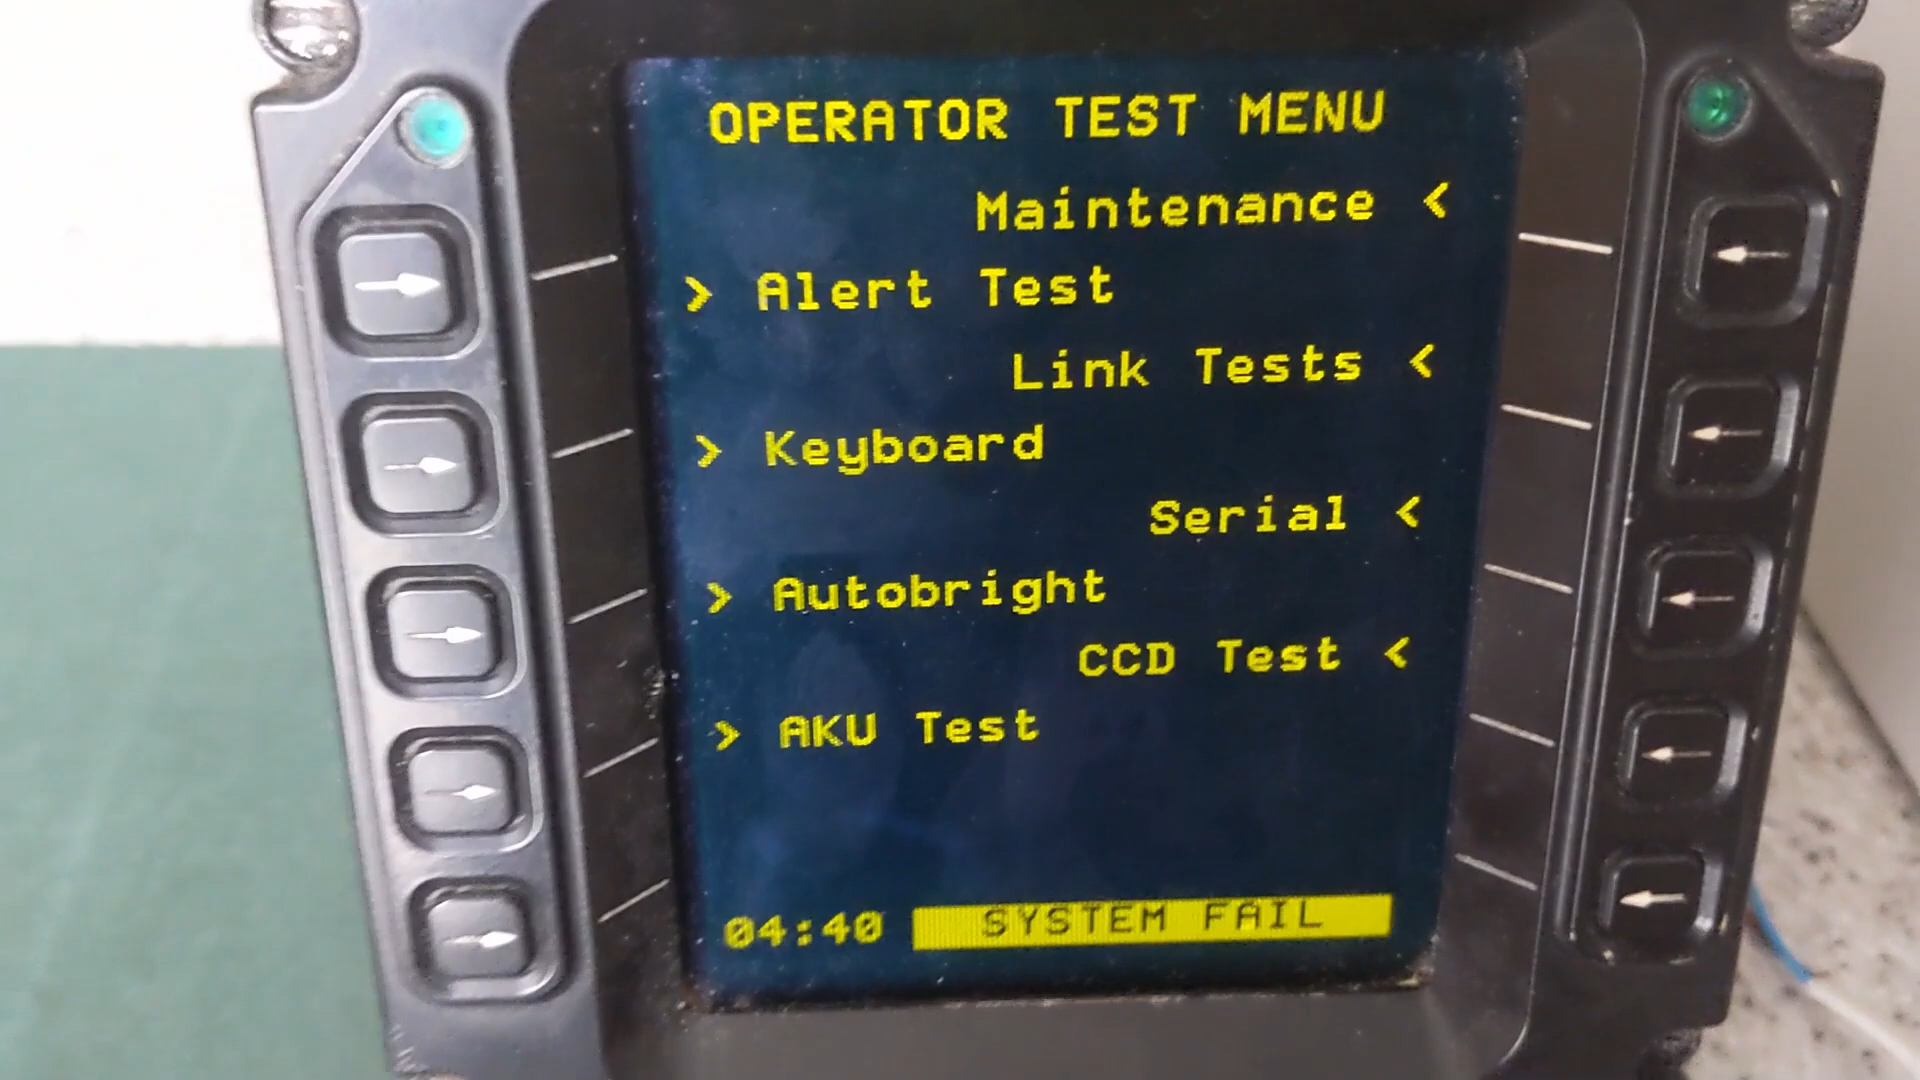 OPERATOR TEST MENU
Maintenance <
> Alert Test
Link Tests <
> Keyboard
Serial <
> Autobright
CCD Test <
> AKU Test
04:40 SYSTEM FAIL